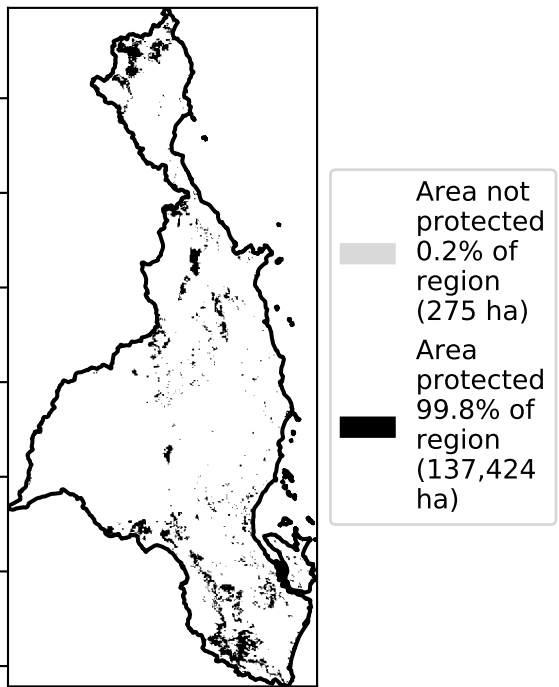 Area not
protected
0.2% of
region
(275 ha)
Area
protected
99.8% of
region
(137,424
ha)